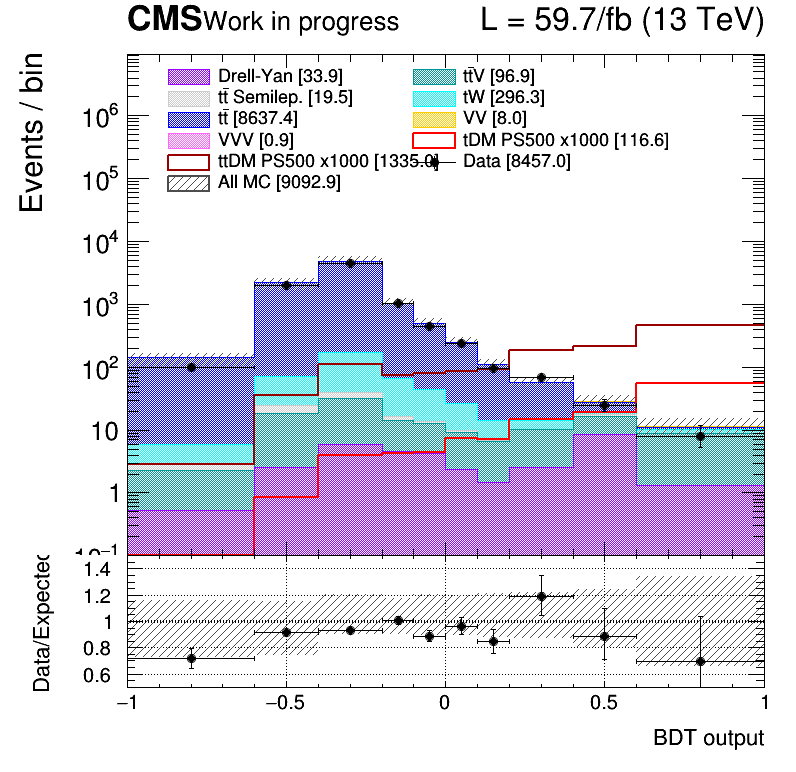 CMS Work in progress L = 59.7/fb (13 TeV)
Events / bin
Drell-Yan [33.9] tt̄V [96.9]
tt̄ Semilep. [19.5] tW [296.3]
tt̄ [8637.4] VV [8.0]
VVV [0.9] tDM PS500 x1000 [116.6]
ttDM PS500 x1000 [1335.0] Data [8457.0]
All MC [9092.9]
10⁶
10⁵
10⁴
10³
10²
10
1
10⁻¹
Data/Expected
1.4
1.2
1
0.8
0.6
−1 −0.5 0 0.5 1
BDT output